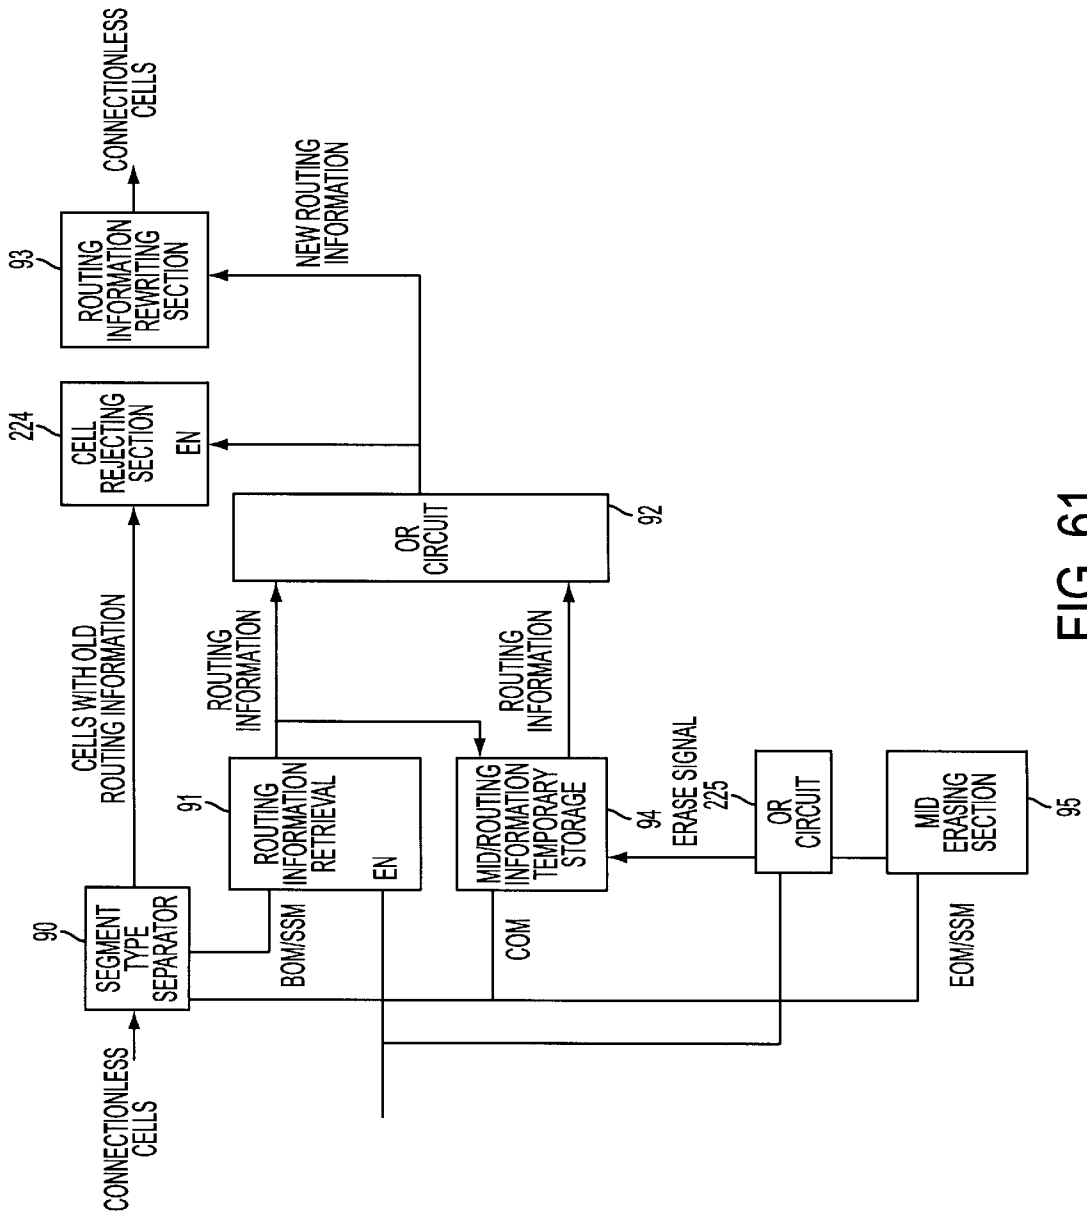 CONNECTIONLESS
CELLS
90
SEGMENT
TYPE
SEPARATOR
CELLS WITH OLD
ROUTING INFORMATION
224
CELL
REJECTING
SECTION
EN
93
ROUTING
INFORMATION
REWRITING
SECTION
CONNECTIONLESS
CELLS
BOM/SSM
91
ROUTING
INFORMATION
RETRIEVAL
EN
ROUTING
INFORMATION
OR
CIRCUIT
92
NEW ROUTING
INFORMATION
COM
MID/ROUTING
INFORMATION
TEMPORARY
STORAGE
94
ROUTING
INFORMATION
ERASE SIGNAL
225
OR
CIRCUIT
EOM/SSM
MID
ERASING
SECTION
95
FIG. 61